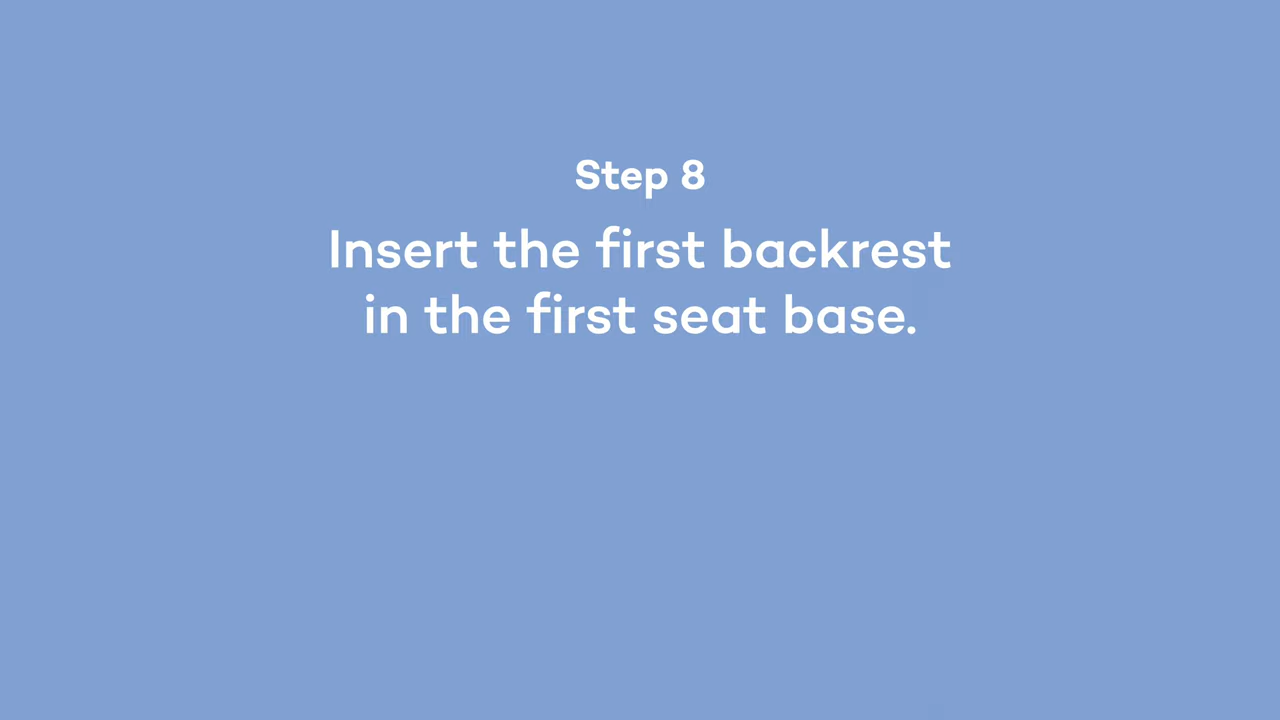 Step 8
Insert the first backrest
in the first seat base.